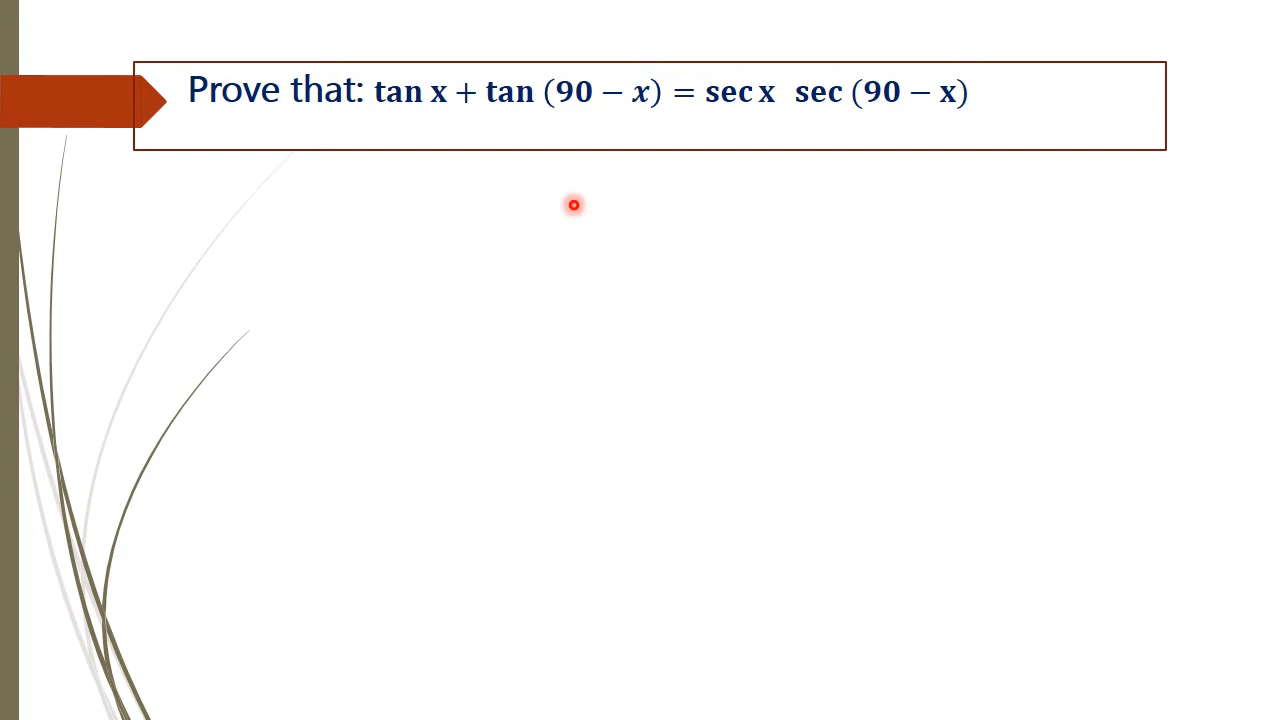 Prove that: tan x + tan (90 − x) = sec x sec (90 − x)